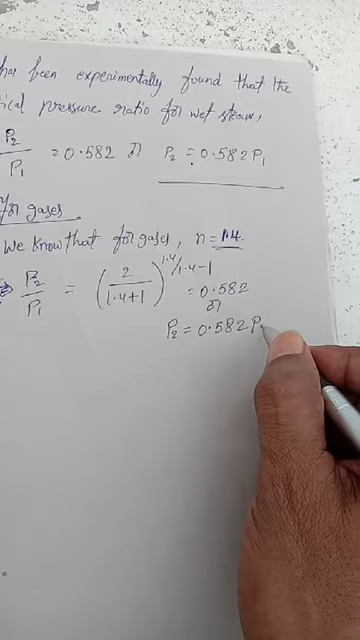 has been experimentally found that the
ical pressure ratio for wet steam,
P₂/P₁ = 0.582 or P₂ = 0.582 P₁
for gases
We know that for gases, n = 1.4
P₂/P₁ = (2/(1.4+1))^1.4/1.4-1
= 0.582
or
P₂ = 0.582 P